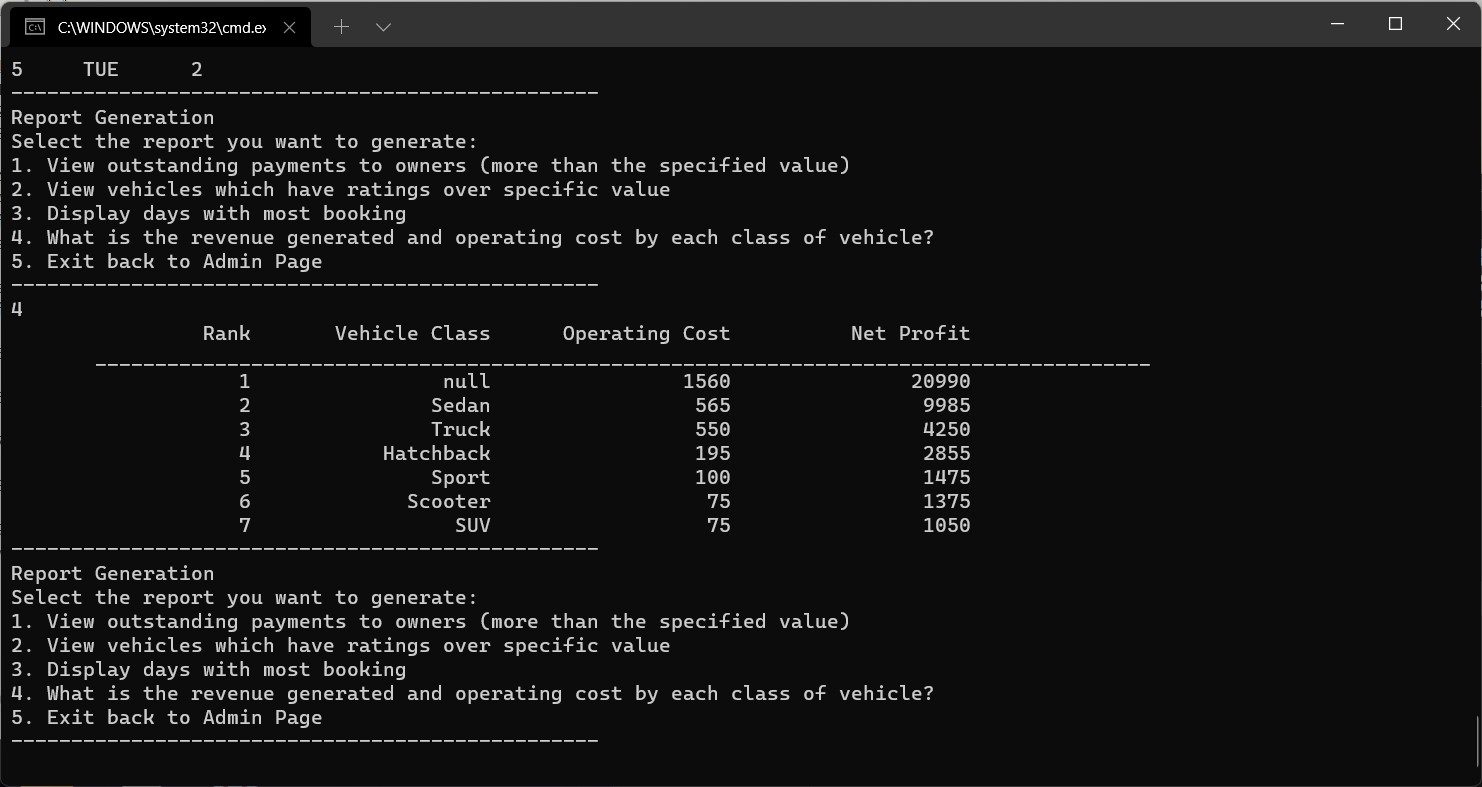 C:\WINDOWS\system32\cmd.ex
5 TUE 2
-------------------------------------------------
Report Generation
Select the report you want to generate:
1. View outstanding payments to owners (more than the specified value)
2. View vehicles which have ratings over specific value
3. Display days with most booking
4. What is the revenue generated and operating cost by each class of vehicle?
5. Exit back to Admin Page
-------------------------------------------------
4
Rank Vehicle Class Operating Cost Net Profit
________________________________________________________________________________________
1 null 1560 20990
2 Sedan 565 9985
3 Truck 550 4250
4 Hatchback 195 2855
5 Sport 100 1475
6 Scooter 75 1375
7 SUV 75 1050
-------------------------------------------------
Report Generation
Select the report you want to generate:
1. View outstanding payments to owners (more than the specified value)
2. View vehicles which have ratings over specific value
3. Display days with most booking
4. What is the revenue generated and operating cost by each class of vehicle?
5. Exit back to Admin Page
-------------------------------------------------